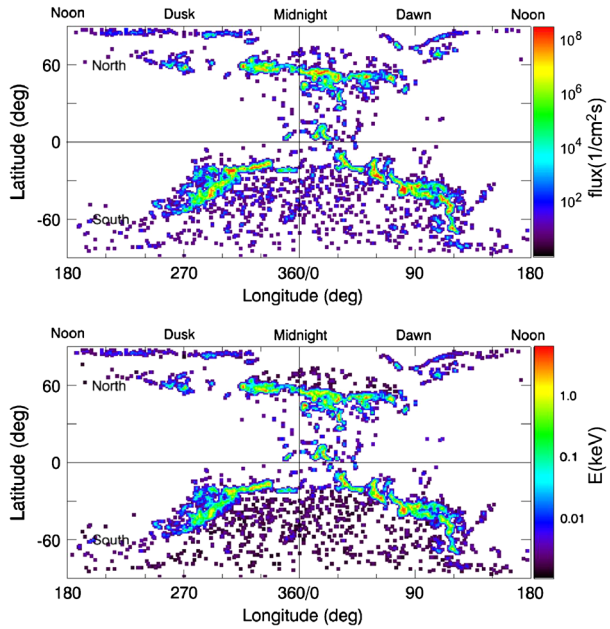 Noon Dusk Midnight Dawn Noon
60 North
0
-60 South
Latitude (deg)
180 270 360/0 90 180
Longitude (deg)
10^8
10^6
10^4
10^2
flux(1/cm²s)
Noon Dusk Midnight Dawn Noon
60 North
0
-60 South
Latitude (deg)
180 270 360/0 90 180
Longitude (deg)
1.0
0.1
0.01
E(keV)